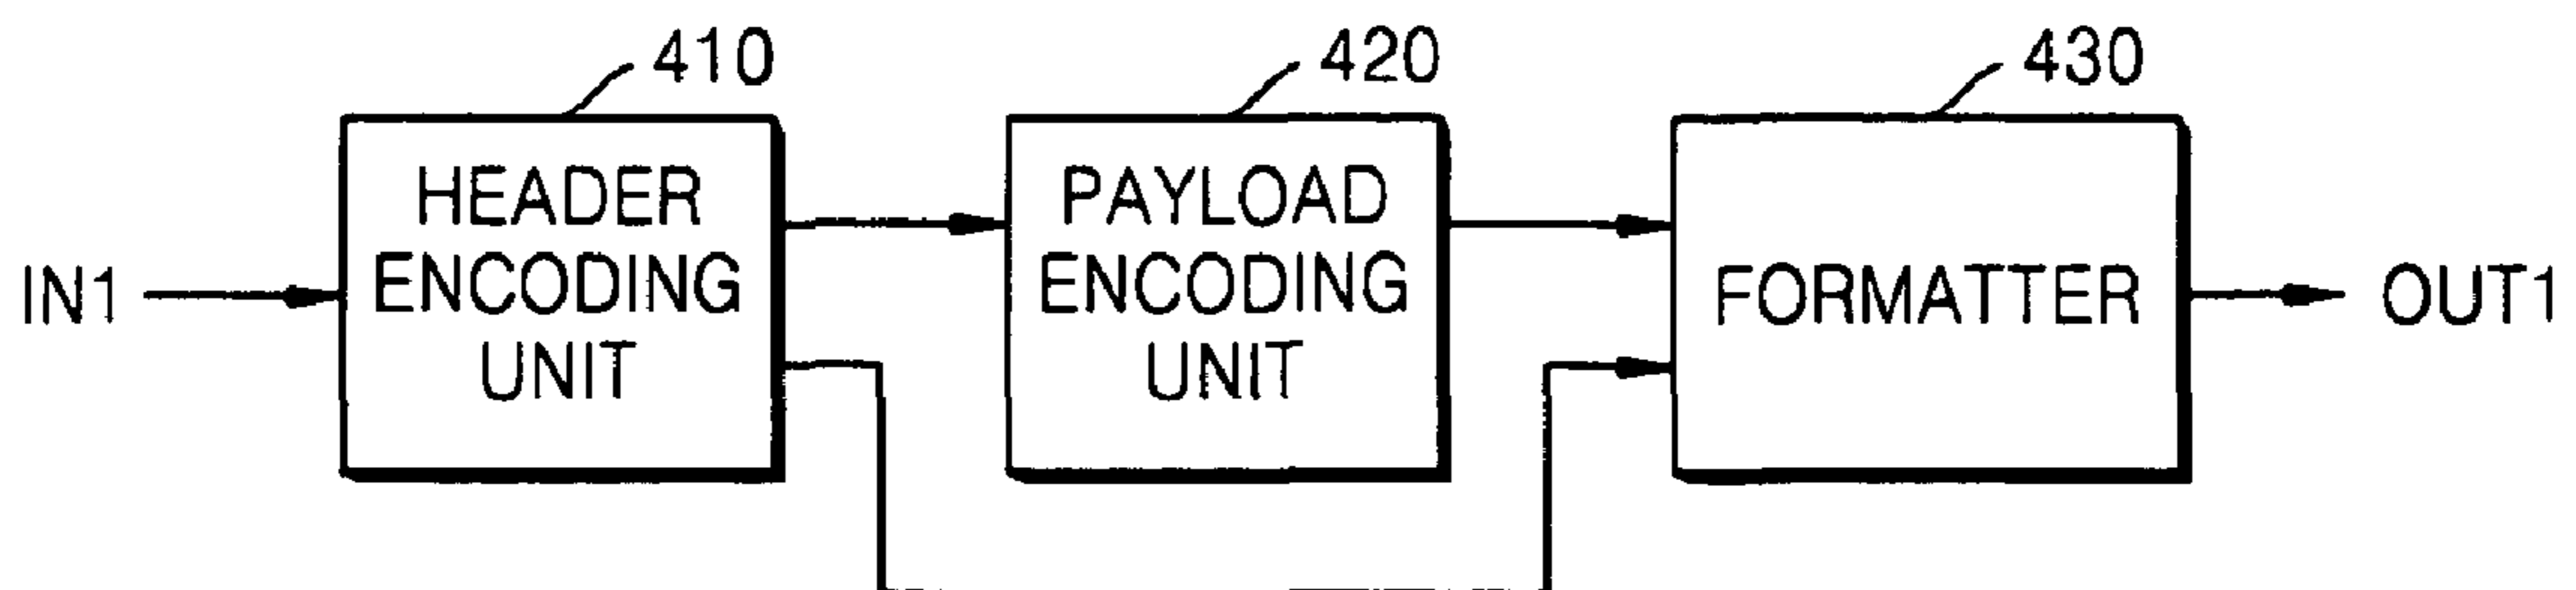 410
420
430
IN1
HEADER
ENCODING
UNIT
PAYLOAD
ENCODING
UNIT
FORMATTER
OUT1